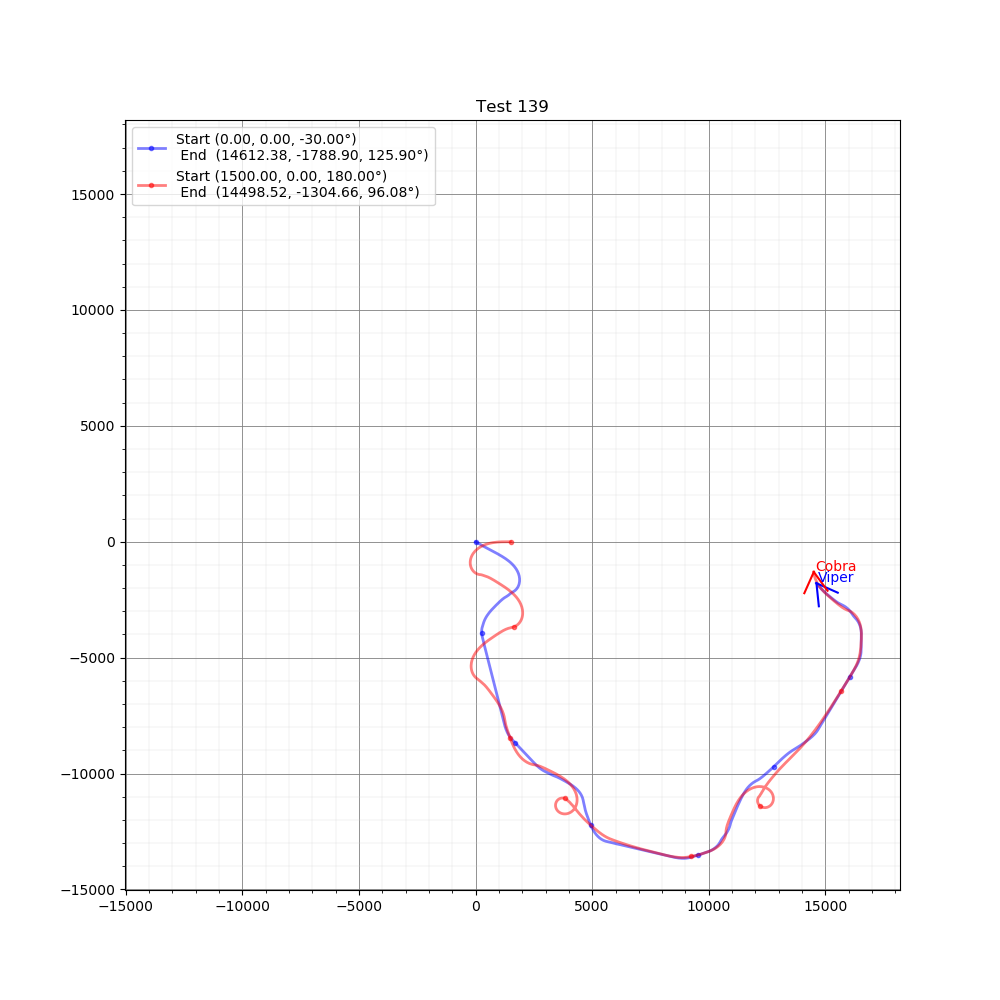 Test 139
Start (0.00, 0.00, -30.00°)
End (14612.38, -1788.90, 125.90°)
Start (1500.00, 0.00, 180.00°)
End (14498.52, -1304.66, 96.08°)
15000
10000
5000
0
−5000
−10000
−15000
Cobra
Viper
−15000 −10000 −5000 0 5000 10000 15000